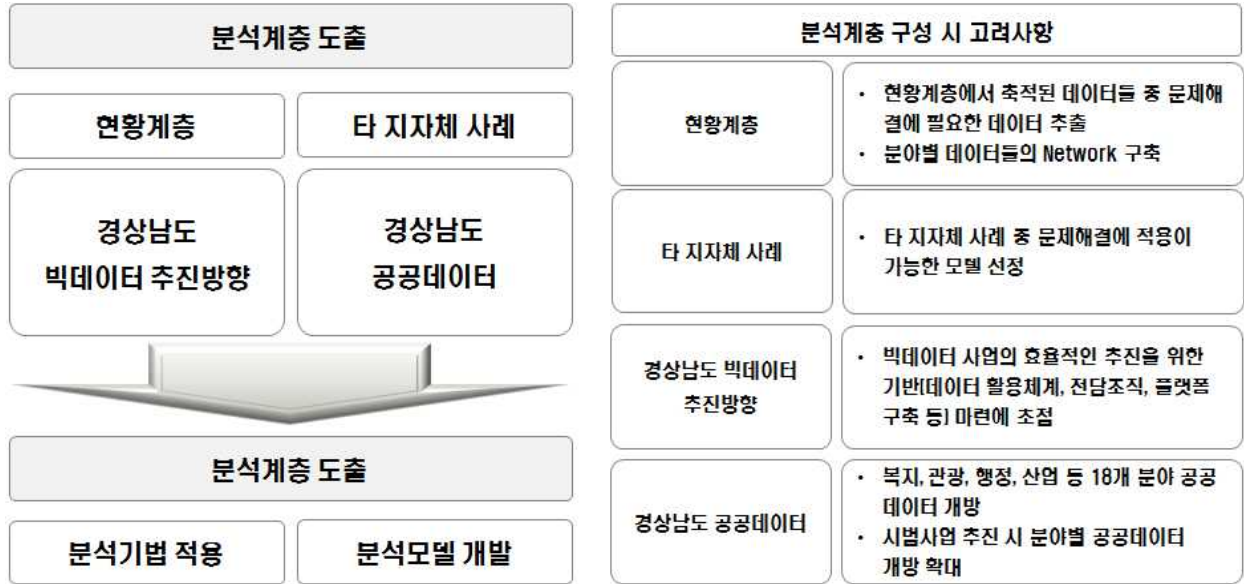 분석계층 도출
현황계층
타 지자체 사례
경상남도
빅데이터 추진방향
경상남도
공공데이터
분석계층 도출
분석기법 적용
분석모델 개발
분석계층 구성 시 고려사항
현황계층
• 현황계층에서 축적된 데이터들 중 문제해
결에 필요한 데이터 추출
• 분야별 데이터들의 Network 구축
타 지자체 사례
• 타 지자체 사례 중 문제해결에 적용이
가능한 모델 선정
경상남도 빅데이터
추진방향
• 빅데이터 사업의 효율적인 추진을 위한
기반(데이터 활용체계, 전담조직, 플랫폼
구축 등) 마련에 초점
경상남도 공공데이터
• 복지, 관광, 행정, 산업 등 18개 분야 공공
데이터 개방
• 시범사업 추진 시 분야별 공공데이터
개방 확대